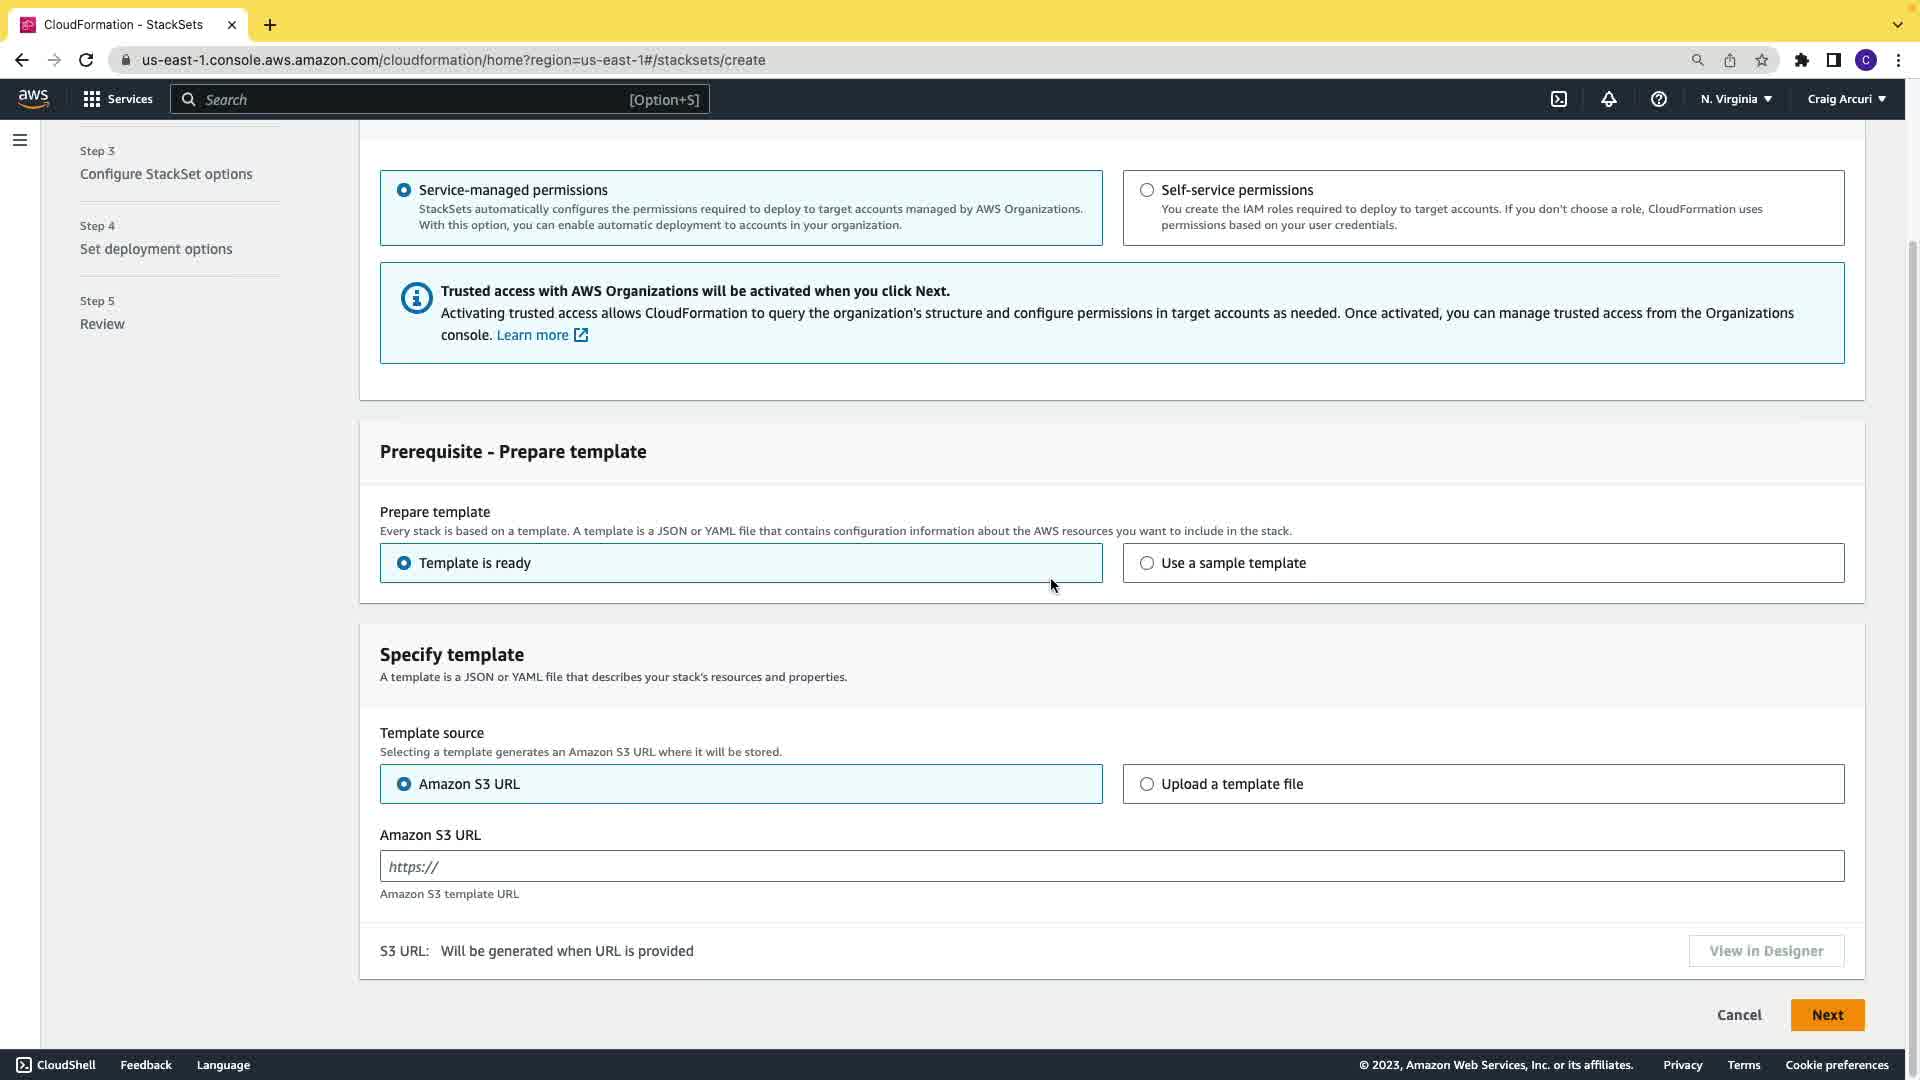 CloudFormation - StackSets
us-east-1.console.aws.amazon.com/cloudformation/home?region=us-east-1#/stacksets/create
C
aws
Services
Search
[Option+S]
N. Virginia
Craig Arcuri
Step 3
Configure StackSet options
Step 4
Set deployment options
Step 5
Review
Service-managed permissions
StackSets automatically configures the permissions required to deploy to target accounts managed by AWS Organizations.
With this option, you can enable automatic deployment to accounts in your organization.
Self-service permissions
You create the IAM roles required to deploy to target accounts. If you don't choose a role, CloudFormation uses
permissions based on your user credentials.
Trusted access with AWS Organizations will be activated when you click Next.
Activating trusted access allows CloudFormation to query the organization's structure and configure permissions in target accounts as needed. Once activated, you can manage trusted access from the Organizations
console. Learn more
Prerequisite - Prepare template
Prepare template
Every stack is based on a template. A template is a JSON or YAML file that contains configuration information about the AWS resources you want to include in the stack.
Template is ready
Use a sample template
Specify template
A template is a JSON or YAML file that describes your stack's resources and properties.
Template source
Selecting a template generates an Amazon S3 URL where it will be stored.
Amazon S3 URL
Upload a template file
Amazon S3 URL
https://
Amazon S3 template URL
S3 URL: Will be generated when URL is provided
View in Designer
Cancel
Next
CloudShell
Feedback
Language
© 2023, Amazon Web Services, Inc. or its affiliates.
Privacy
Terms
Cookie preferences